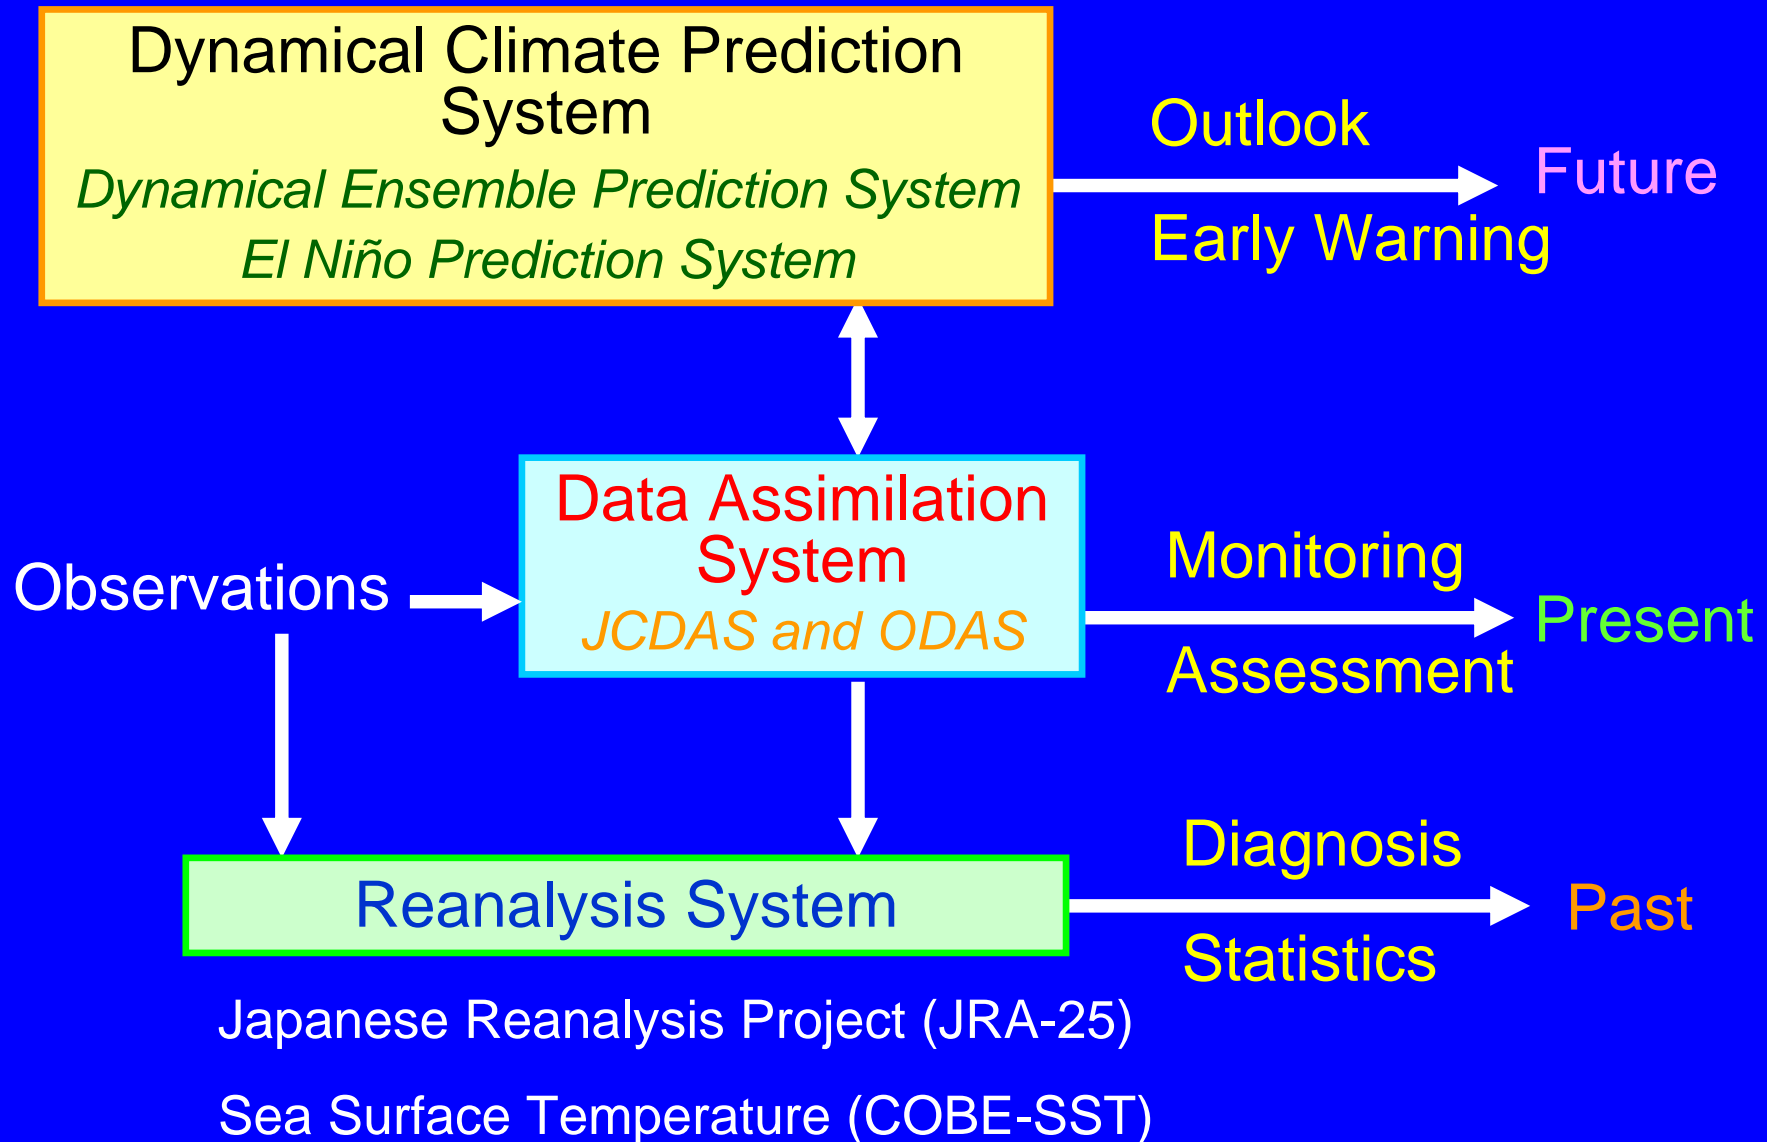 Dynamical Climate Prediction
System
Dynamical Ensemble Prediction System
El Niño Prediction System
Outlook
Early Warning
Future
Data Assimilation
System
JCDAS and ODAS
Observations
Monitoring
Assessment
Present
Reanalysis System
Diagnosis
Statistics
Past
Japanese Reanalysis Project (JRA-25)
Sea Surface Temperature (COBE-SST)